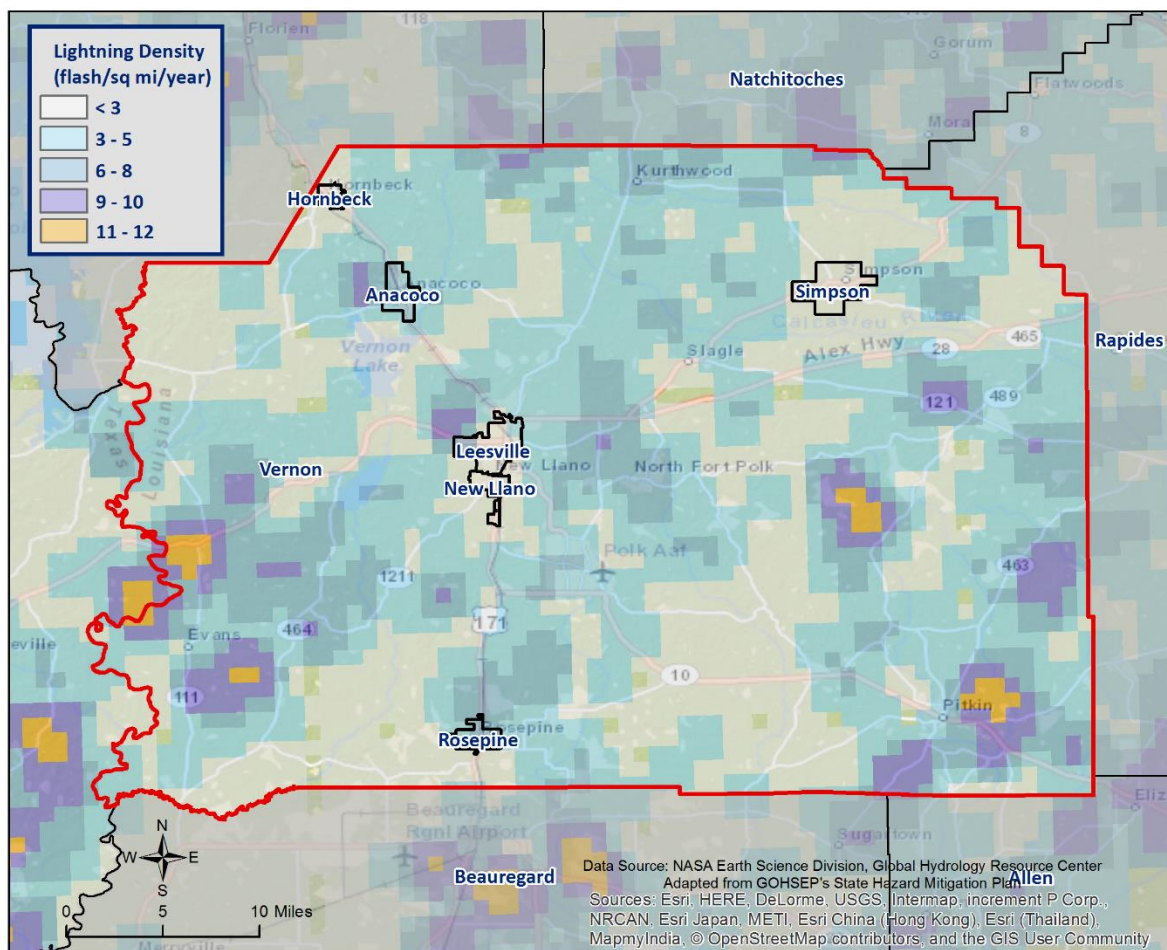 Lightning Density
(flash/sq mi/year)
< 3
3 - 5
6 - 8
9 - 10
11 - 12
Florien
118
Gorum
Natchitoches
Flatwoods
Mora
8
Kurthwood
Hornbeck
Hornbeck
Simpson
Anacoco
Simpson
Anacoco
Calcasieu River
Vernon
Lake
465
Rapides
Alex Hwy
Slagle
28
Texas
Louisiana
121
489
Leesville
New Llano
North Fort Polk
Vernon
New Llano
Polk Aaf
463
1211
171
464
Evans
eville
10
111
Pitkin
Rosepine
Rosepine
Beauregard
Rgnl Airport
Eliz
Sugartown
N
W
E
S
Beauregard
Allen
Data Source: NASA Earth Science Division, Global Hydrology Resource Center
Adapted from GOHSEP's State Hazard Mitigation Plan
Sources: Esri, HERE, DeLorme, USGS, Intermap, increment P Corp.,
NRCAN, Esri Japan, METI, Esri China (Hong Kong), Esri (Thailand),
MapmyIndia, © OpenStreetMap contributors, and the GIS User Community
0
5
10 Miles